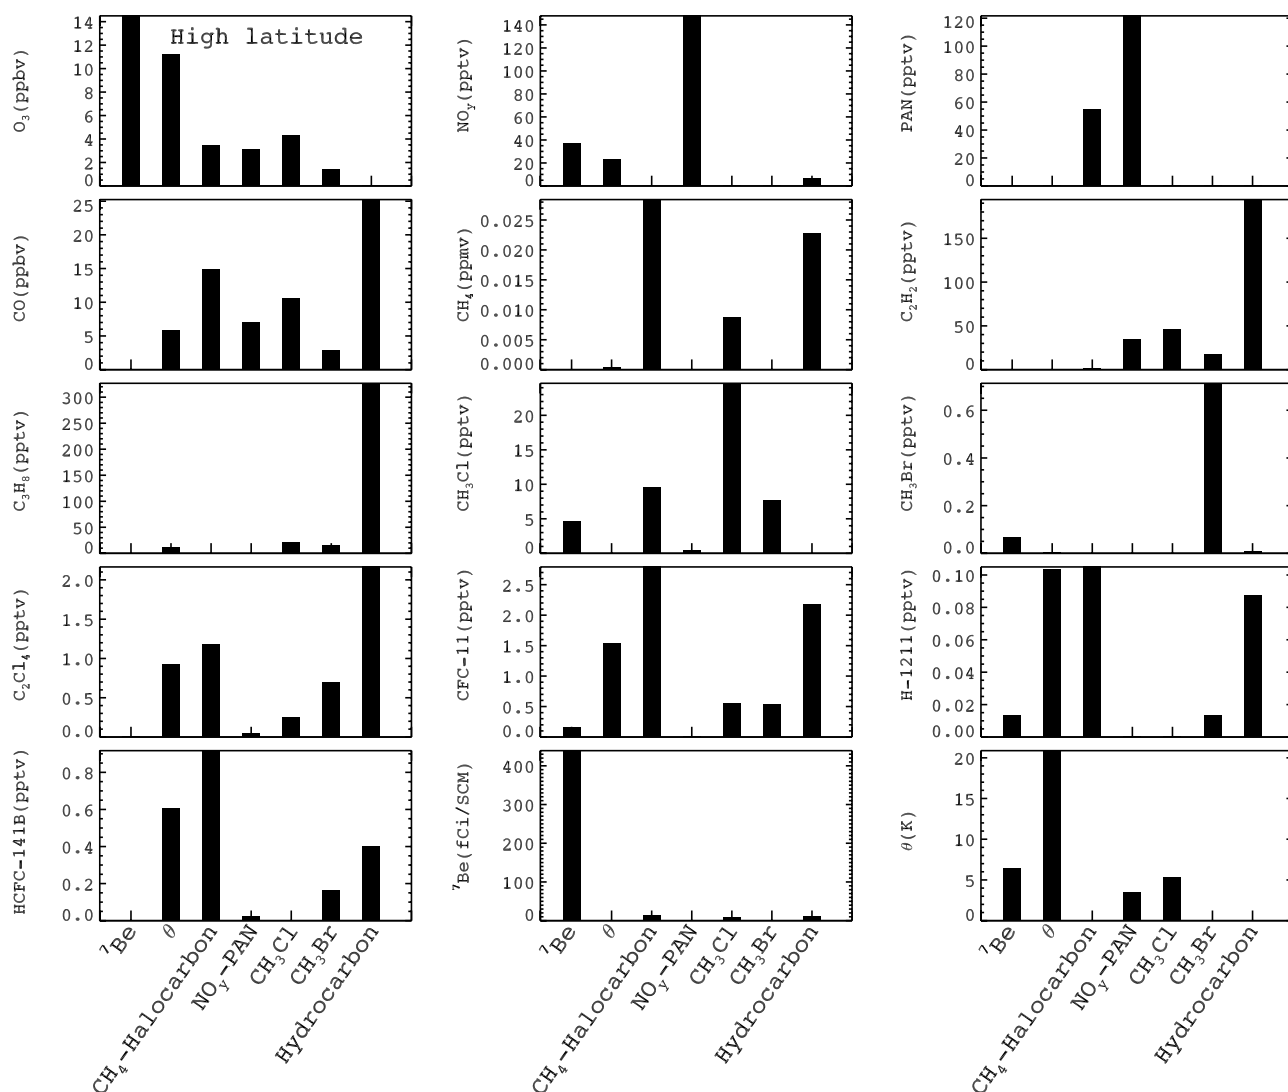 High latitude
O₃(ppbv)
14
12
10
8
6
4
2
0
NOᵧ(pptv)
140
120
100
80
60
40
20
0
PAN(pptv)
120
100
80
60
40
20
0
CO(ppbv)
25
20
15
10
5
0
CH₄(ppmv)
0.025
0.020
0.015
0.010
0.005
0.000
C₂H₂(pptv)
150
100
50
0
C₃H₈(pptv)
300
250
200
150
100
50
0
CH₃Cl(pptv)
20
15
10
5
0
CH₃Br(pptv)
0.6
0.4
0.2
0.0
C₂Cl₄(pptv)
2.0
1.5
1.0
0.5
0.0
CFC-11(pptv)
2.5
2.0
1.5
1.0
0.5
0.0
H-1211(pptv)
0.10
0.08
0.06
0.04
0.02
0.00
HCFC-141B(pptv)
0.8
0.6
0.4
0.2
0.0
⁷Be(fCi/SCM)
400
300
200
100
0
θ(K)
20
15
10
5
0
⁷Be
θ
CH₄-Halocarbon
NOᵧ-PAN
CH₃Cl
CH₃Br
Hydrocarbon
⁷Be
θ
CH₄-Halocarbon
NOᵧ-PAN
CH₃Cl
CH₃Br
Hydrocarbon
⁷Be
θ
CH₄-Halocarbon
NOᵧ-PAN
CH₃Cl
CH₃Br
Hydrocarbon